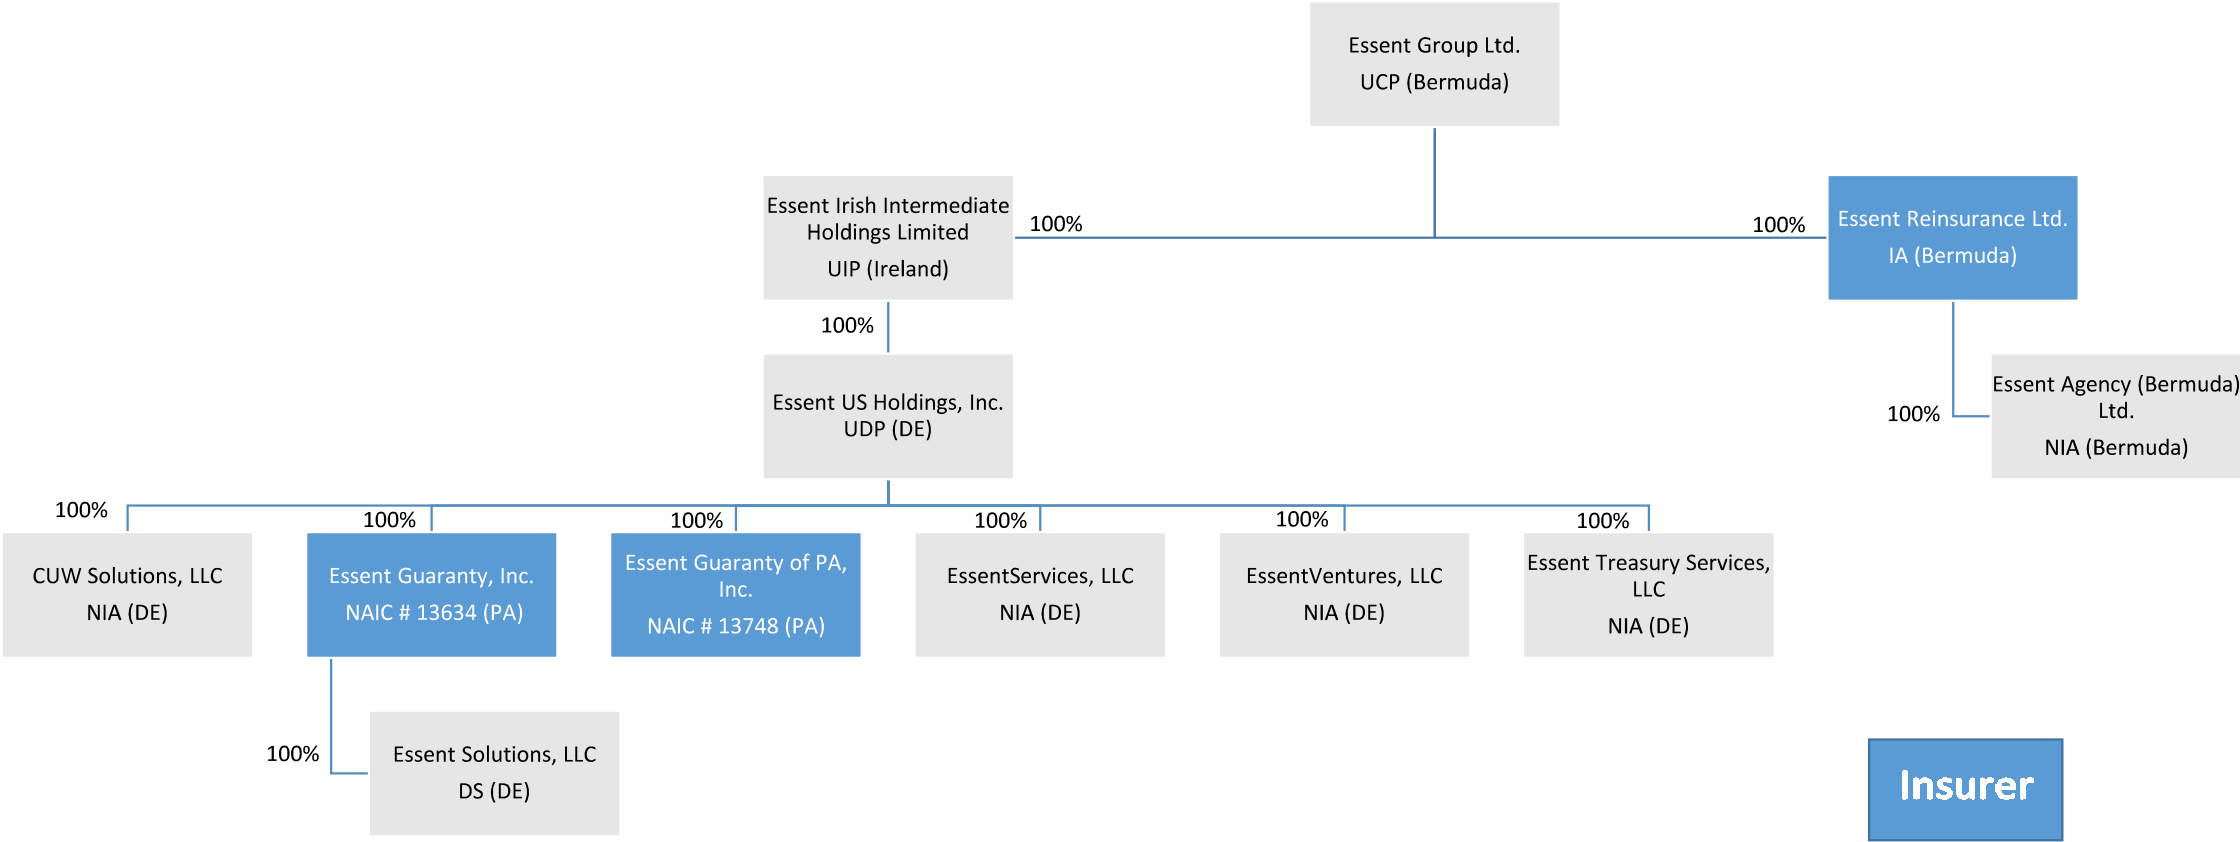 Essent Group Ltd.
UCP (Bermuda)
Essent Irish Intermediate
Holdings Limited
UIP (Ireland)
100%
100%
Essent Reinsurance Ltd.
IA (Bermuda)
100%
Essent US Holdings, Inc.
UDP (DE)
100%
Essent Agency (Bermuda)
Ltd.
NIA (Bermuda)
100%
100%
100%
100%
100%
100%
CUW Solutions, LLC
NIA (DE)
Essent Guaranty, Inc.
NAIC # 13634 (PA)
Essent Guaranty of PA,
Inc.
NAIC # 13748 (PA)
EssentServices, LLC
NIA (DE)
EssentVentures, LLC
NIA (DE)
Essent Treasury Services,
LLC
NIA (DE)
100%
Essent Solutions, LLC
DS (DE)
Insurer